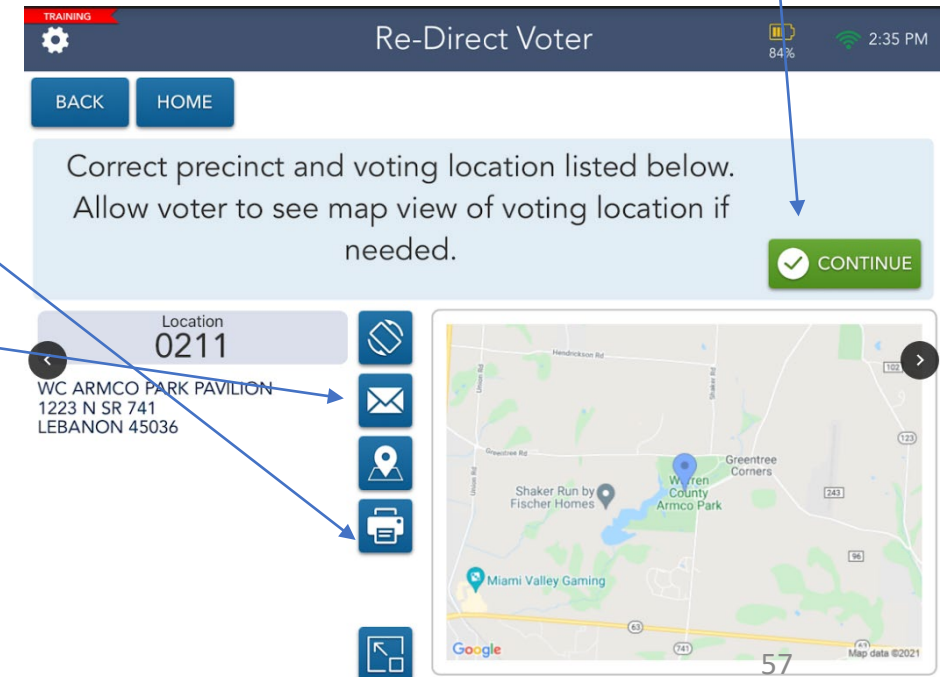 TRAINING
Re-Direct Voter
84%
2:35 PM
BACK
HOME
Correct precinct and voting location listed below.
Allow voter to see map view of voting location if
needed.
CONTINUE
Location
0211
WC ARMCO PARK PAVILION
1223 N SR 741
LEBANON 45036
Hendrickson Rd
Union Rd
Shaker Rd
102
123
Greentree Rd
Greentree
Corners
Union Rd
Warren
County
Armco Park
Shaker Run by
Fischer Homes
243
96
Miami Valley Gaming
63
741
63
Google
Map data ©2021
57